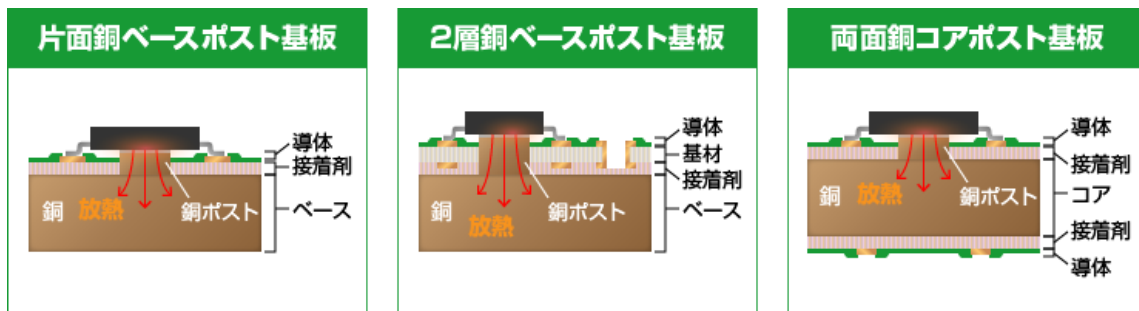 片面銅ベースポスト基板
導体
接着剤
銅
放熱
銅ポスト
ベース
2層銅ベースポスト基板
導体
基材
接着剤
銅
放熱
銅ポスト
ベース
両面銅コアポスト基板
導体
接着剤
銅
放熱
銅ポスト
コア
接着剤
導体